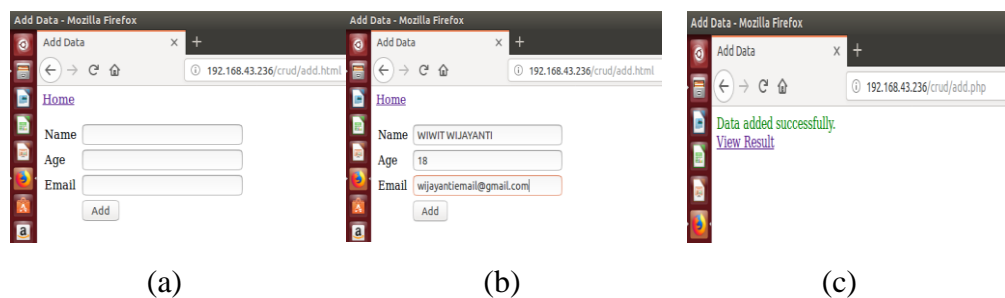 Add Data - Mozilla Firefox
Add Data × +
192.168.43.236/crud/add.html
Home
Name
Age
Email
Add
(a)
Add Data - Mozilla Firefox
Add Data × +
192.168.43.236/crud/add.html
Home
Name WIWIT WIJAYANTI
Age 18
Email wijayantiemail@gmail.com
Add
(b)
Add Data - Mozilla Firefox
Add Data × +
192.168.43.236/crud/add.php
Data added successfully.
View Result
(c)